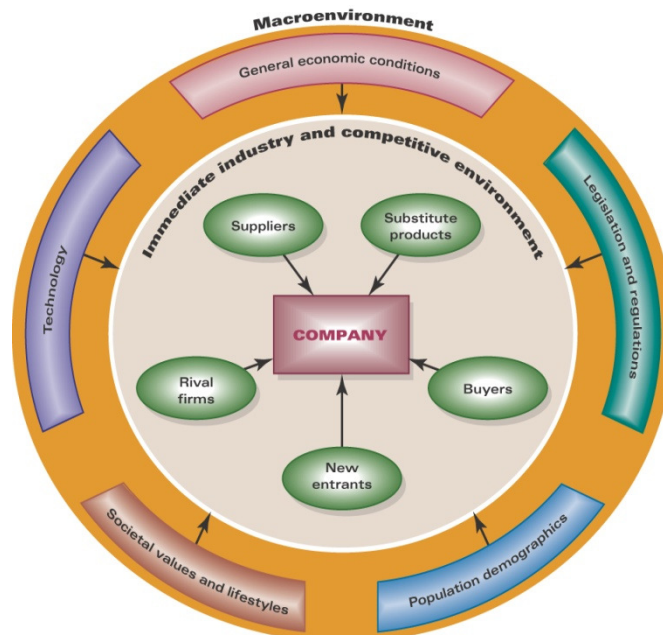 Macroenvironment
General economic conditions
Immediate industry and competitive environment
Technology
Legislation and regulations
Suppliers
Substitute
products
COMPANY
Rival
firms
Buyers
New
entrants
Societal values and lifestyles
Population demographics